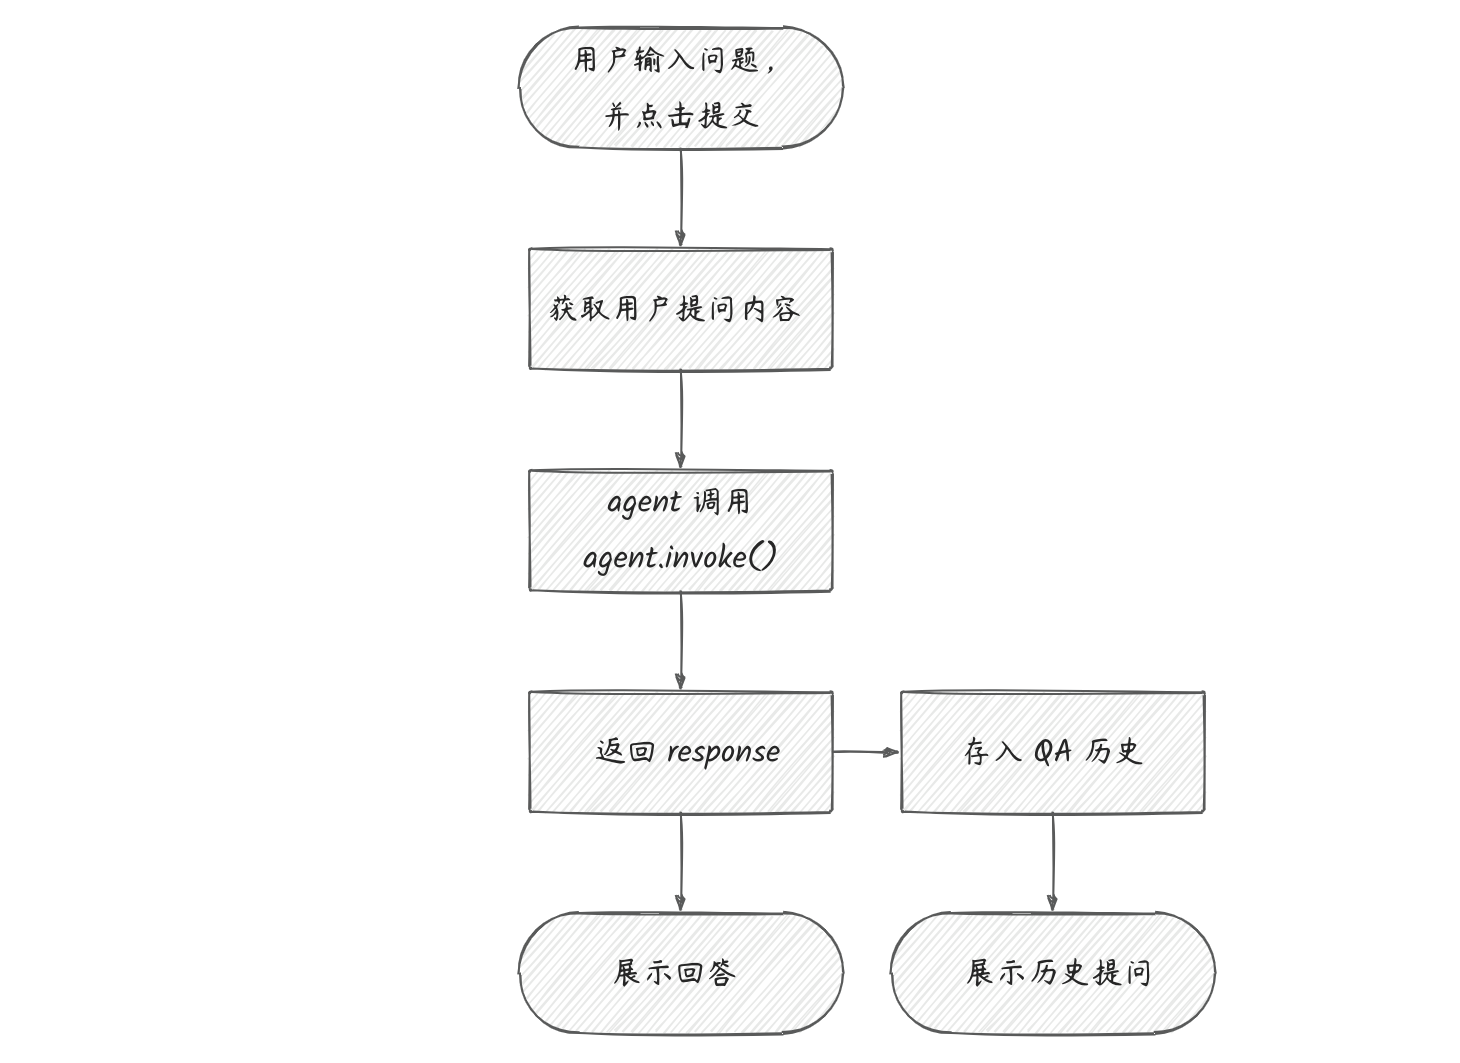 用户输入问题，
并点击提交
获取用户提问内容
agent 调用
agent.invoke()
返回 response
存入 QA 历史
展示回答
展示历史提问